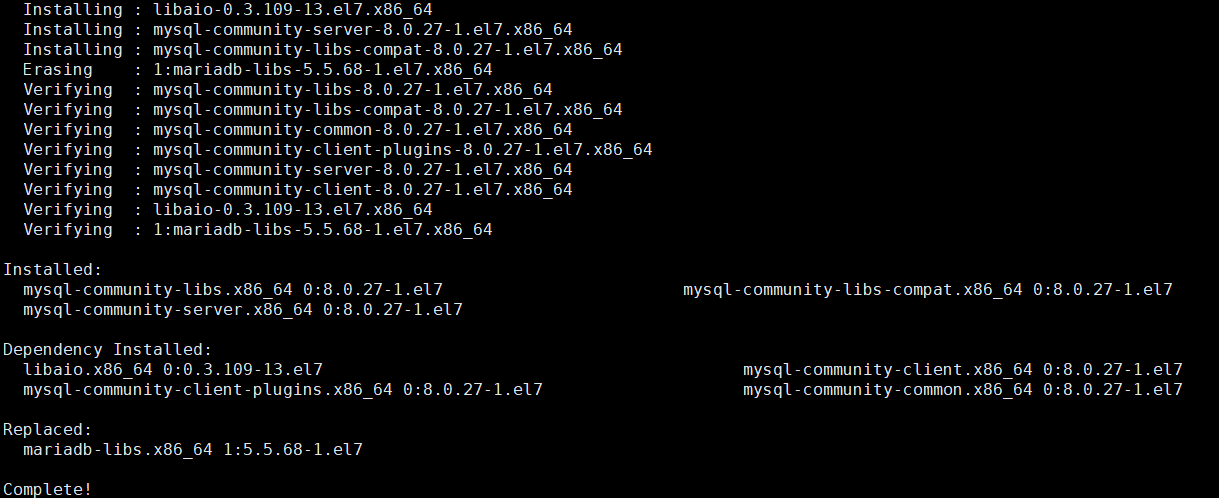 Installing : libaio-0.3.109-13.el7.x86_64
Installing : mysql-community-server-8.0.27-1.el7.x86_64
Installing : mysql-community-libs-compat-8.0.27-1.el7.x86_64
Erasing    : 1:mariadb-libs-5.5.68-1.el7.x86_64
Verifying  : mysql-community-libs-8.0.27-1.el7.x86_64
Verifying  : mysql-community-libs-compat-8.0.27-1.el7.x86_64
Verifying  : mysql-community-common-8.0.27-1.el7.x86_64
Verifying  : mysql-community-client-plugins-8.0.27-1.el7.x86_64
Verifying  : mysql-community-server-8.0.27-1.el7.x86_64
Verifying  : mysql-community-client-8.0.27-1.el7.x86_64
Verifying  : libaio-0.3.109-13.el7.x86_64
Verifying  : 1:mariadb-libs-5.5.68-1.el7.x86_64
Installed:
mysql-community-libs.x86_64 0:8.0.27-1.el7 mysql-community-libs-compat.x86_64 0:8.0.27-1.el7
mysql-community-server.x86_64 0:8.0.27-1.el7
Dependency Installed:
libaio.x86_64 0:0.3.109-13.el7 mysql-community-client.x86_64 0:8.0.27-1.el7
mysql-community-client-plugins.x86_64 0:8.0.27-1.el7 mysql-community-common.x86_64 0:8.0.27-1.el7
Replaced:
mariadb-libs.x86_64 1:5.5.68-1.el7
Complete!